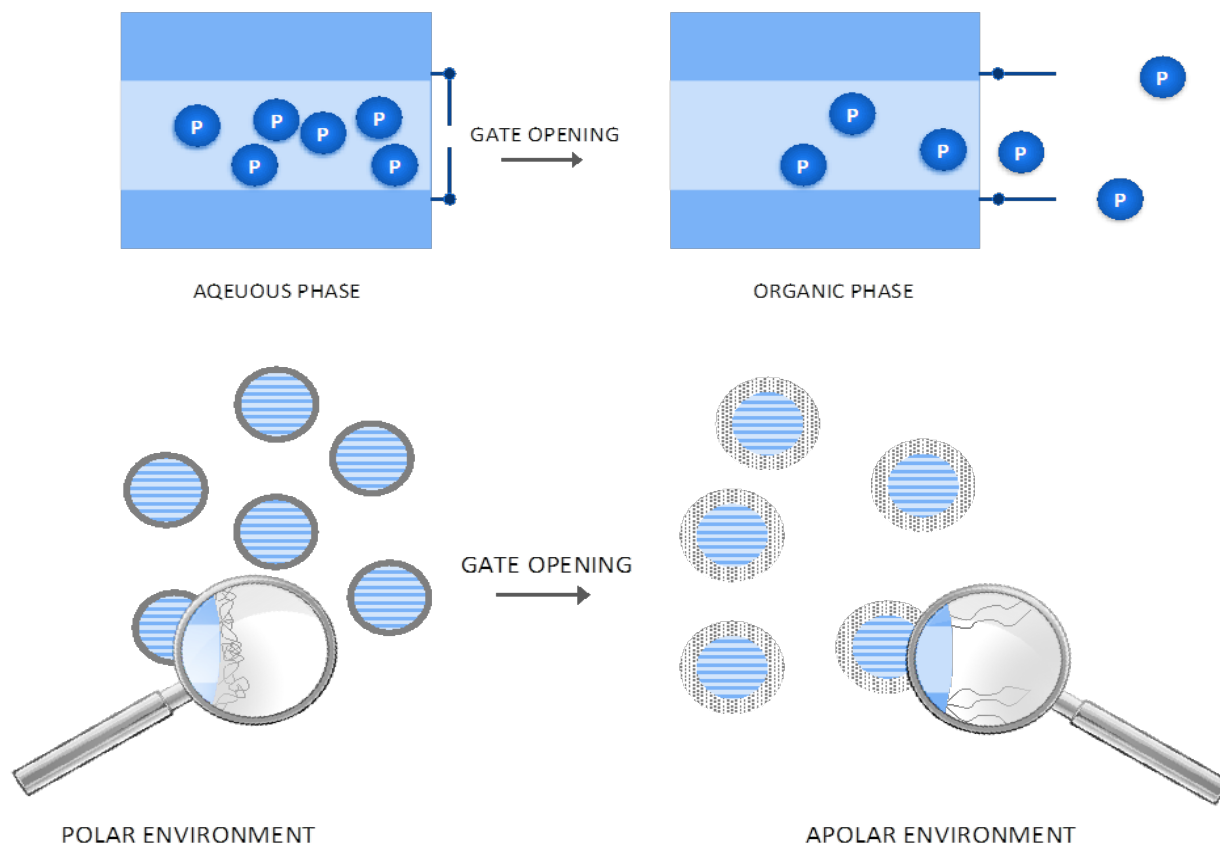 P
P
P
P
P
P
GATE OPENING
P
P
P
P
P
P
AQEUOUS PHASE
ORGANIC PHASE
GATE OPENING
POLAR ENVIRONMENT
APOLAR ENVIRONMENT